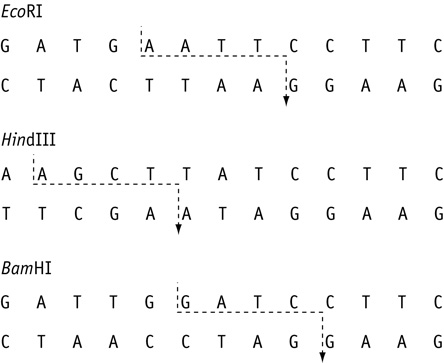 EcoRI
G A T G A A T T C C T T C
C T A C T T A A G G A A G
HindIII
A A G C T T A T C C T T C
T T C G A A T A G G A A G
BamHI
G A T T G G A T C C T T C
C T A A C C T A G G A A G